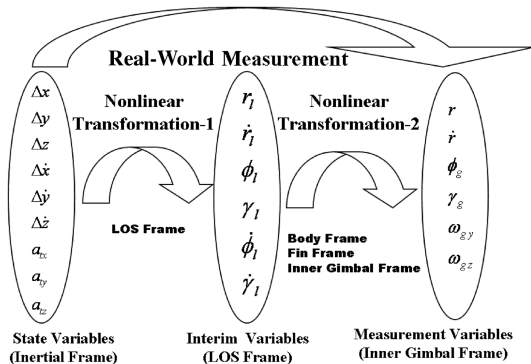 Real-World Measurement
Δx
Δy
Δz
Δẋ
Δẏ
Δż
a_tx
a_ty
a_tz
State Variables
(Inertial Frame)
Nonlinear
Transformation-1
LOS Frame
r_l
ṙ_l
ϕ_l
γ_l
ϕ̇_l
γ̇_l
Interim Variables
(LOS Frame)
Nonlinear
Transformation-2
Body Frame
Fin Frame
Inner Gimbal Frame
r
ṙ
ϕ_g
γ_g
ω_gy
ω_gz
Measurement Variables
(Inner Gimbal Frame)